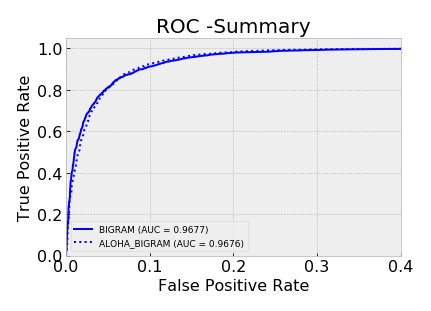 ROC -Summary
True Positive Rate
1.0
0.8
0.6
0.4
0.2
0.0
BIGRAM (AUC = 0.9677)
ALOHA_BIGRAM (AUC = 0.9676)
0.0 0.1 0.2 0.3 0.4
False Positive Rate